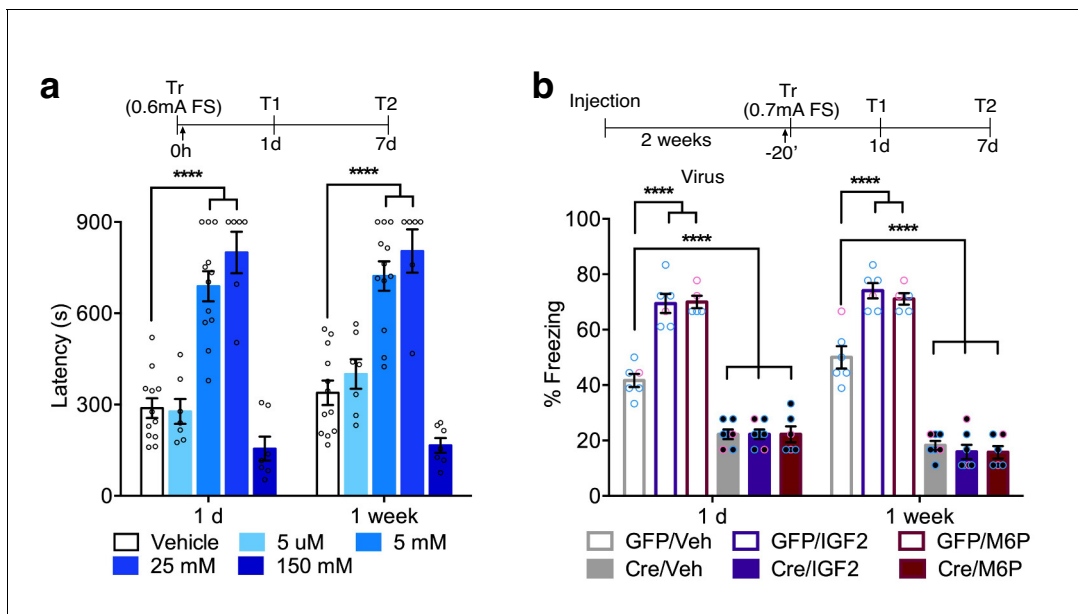 a
Tr
(0.6mA FS)
T1
T2
0h
1d
7d
****
****
900
600
300
0
Latency (s)
1 d
1 week
Vehicle
5 uM
5 mM
25 mM
150 mM
b
Injection
Tr
(0.7mA FS)
T1
T2
2 weeks
-20'
1d
7d
Virus
****
****
****
****
100
80
60
40
20
0
% Freezing
1 d
1 week
GFP/Veh
GFP/IGF2
GFP/M6P
Cre/Veh
Cre/IGF2
Cre/M6P